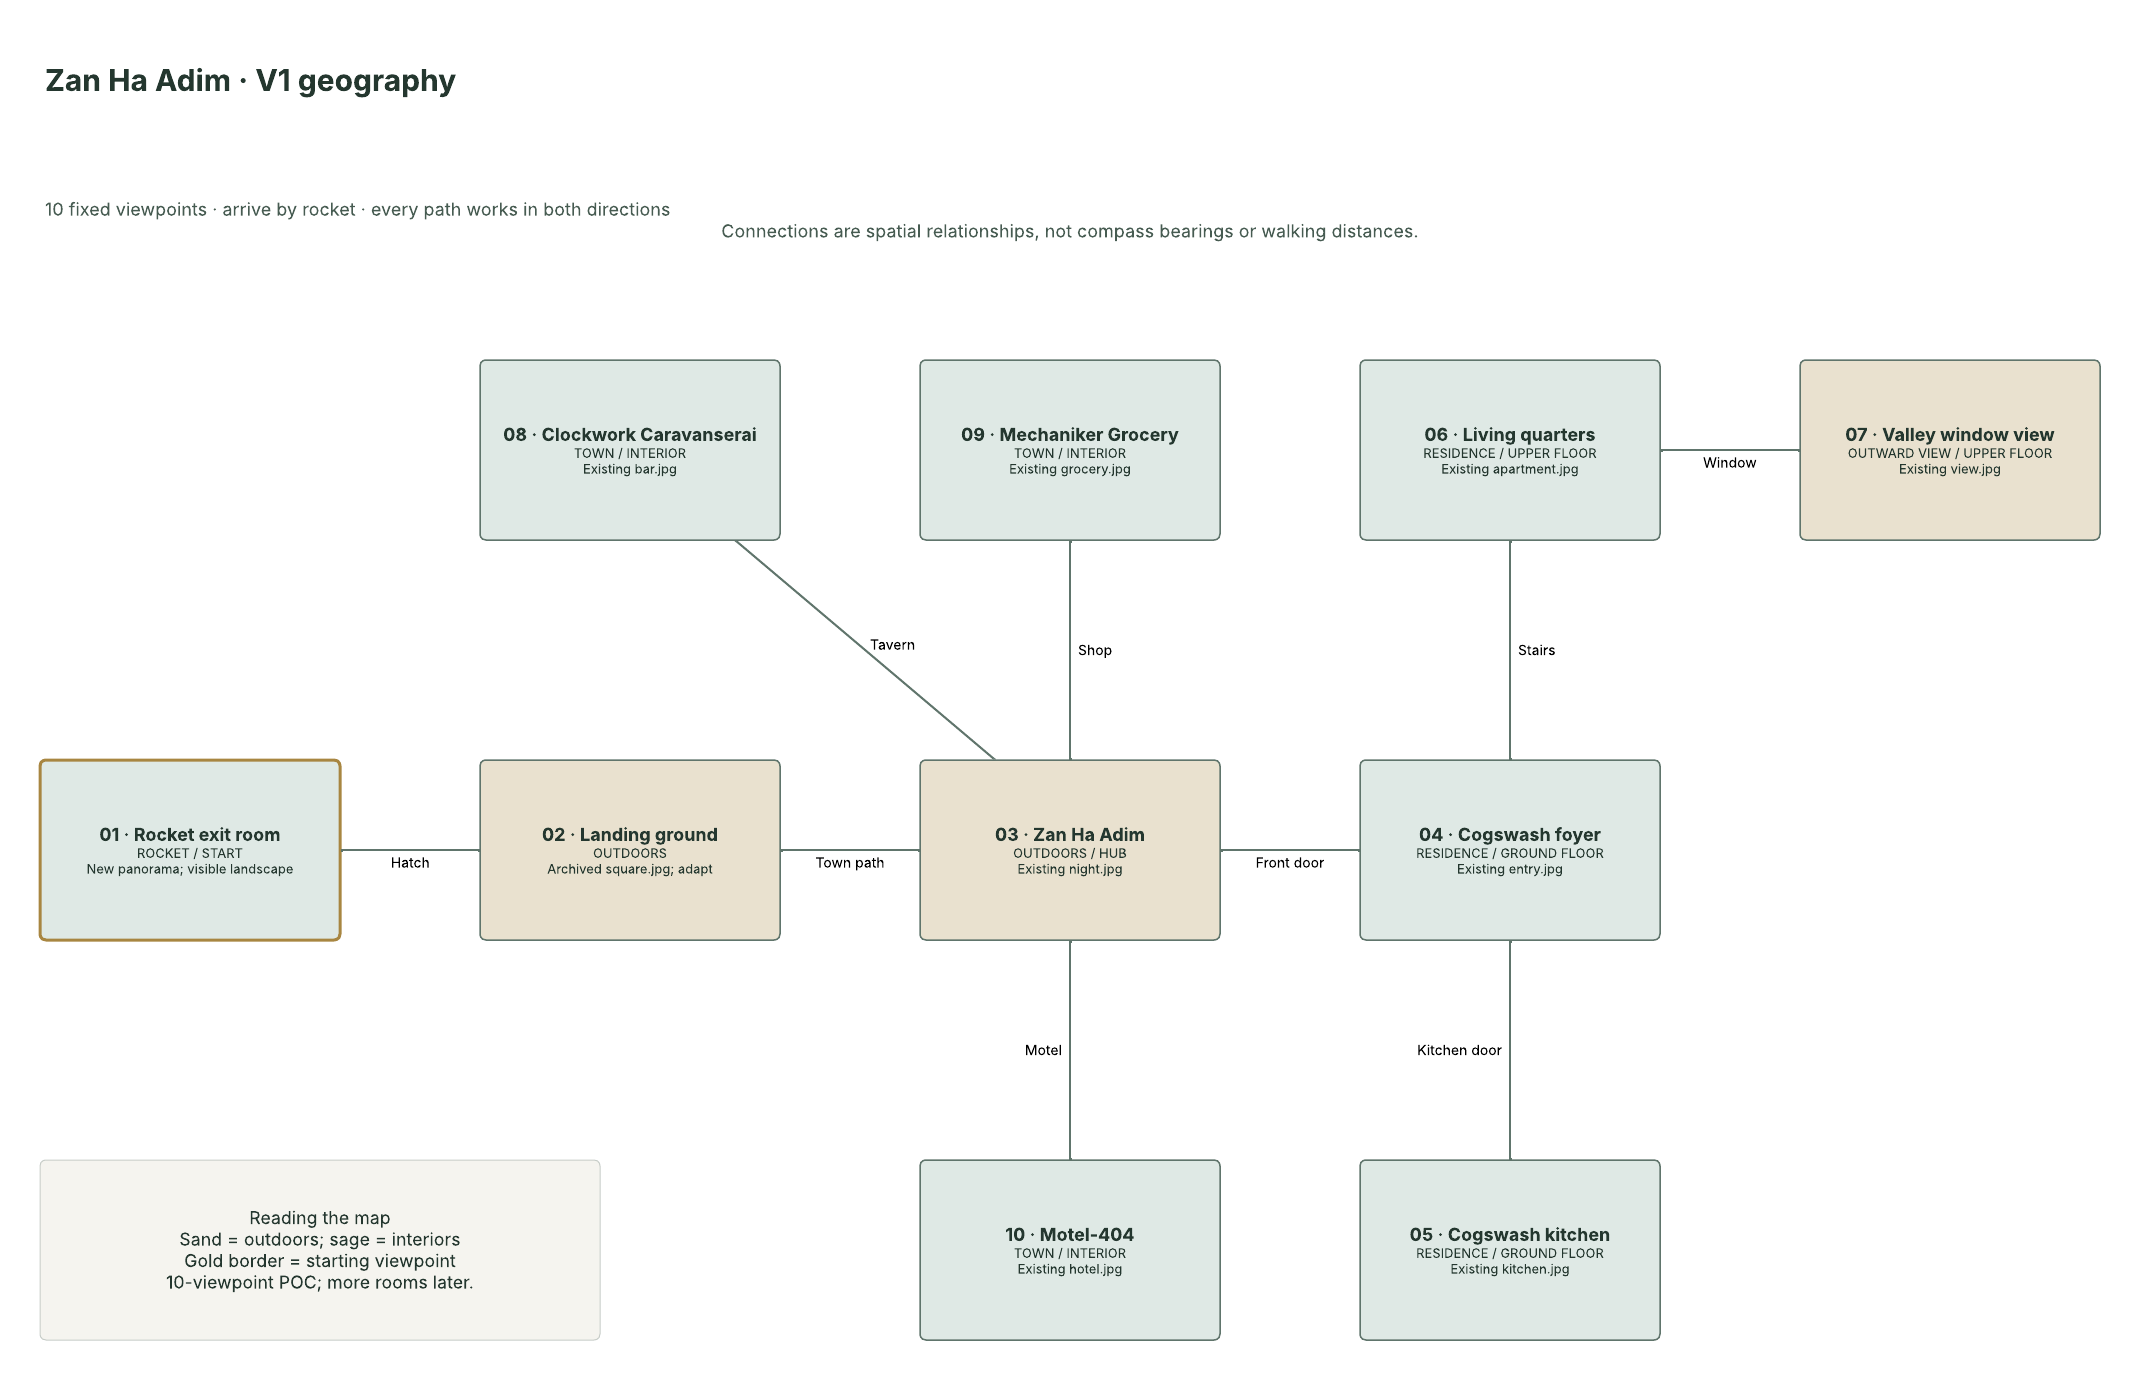 Zan Ha Adim · V1 geography
10 fixed viewpoints · arrive by rocket · every path works in both directions
Connections are spatial relationships, not compass bearings or walking distances.
08 · Clockwork Caravanserai
TOWN / INTERIOR
Existing bar.jpg
09 · Mechaniker Grocery
TOWN / INTERIOR
Existing grocery.jpg
06 · Living quarters
RESIDENCE / UPPER FLOOR
Existing apartment.jpg
Window
07 · Valley window view
OUTWARD VIEW / UPPER FLOOR
Existing view.jpg
Tavern
Shop
Stairs
01 · Rocket exit room
ROCKET / START
New panorama; visible landscape
Hatch
02 · Landing ground
OUTDOORS
Archived square.jpg; adapt
Town path
03 · Zan Ha Adim
OUTDOORS / HUB
Existing night.jpg
Front door
04 · Cogswash foyer
RESIDENCE / GROUND FLOOR
Existing entry.jpg
Motel
Kitchen door
Reading the map
Sand = outdoors; sage = interiors
Gold border = starting viewpoint
10-viewpoint POC; more rooms later.
10 · Motel-404
TOWN / INTERIOR
Existing hotel.jpg
05 · Cogswash kitchen
RESIDENCE / GROUND FLOOR
Existing kitchen.jpg